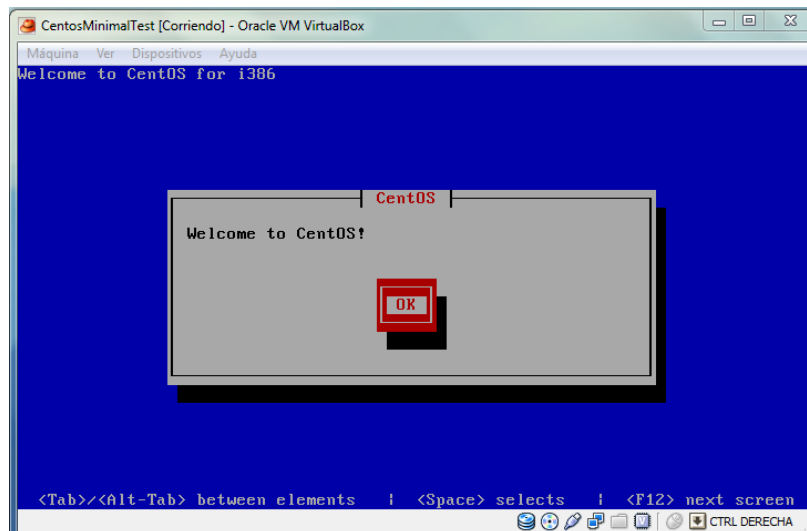 CentosMinimalTest [Corriendo] - Oracle VM VirtualBox
Máquina Ver Dispositivos Ayuda
Welcome to CentOS for i386
CentOS
Welcome to CentOS!
OK
<Tab>/<Alt-Tab> between elements | <Space> selects | <F12> next screen
CTRL DERECHA